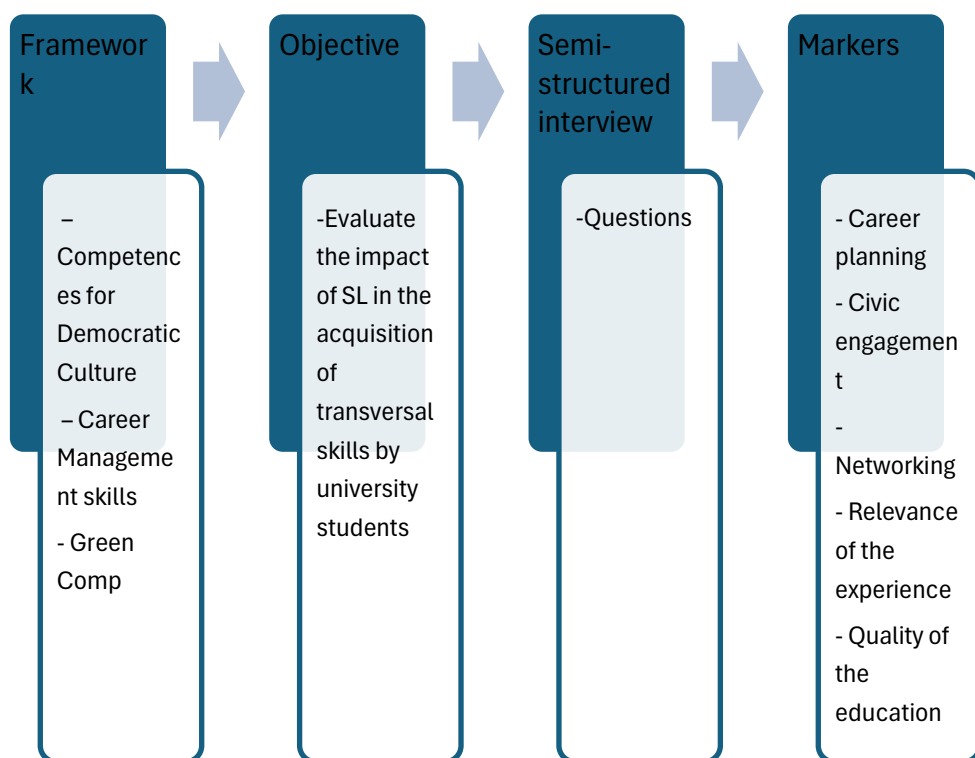 Framewor
k
–
Competenc
es for
Democratic
Culture
– Career
Manageme
nt skills
- Green
Comp
Objective
-Evaluate
the impact
of SL in the
acquisition
of
transversal
skills by
university
students
Semi-
structured
interview
-Questions
Markers
- Career
planning
- Civic
engagemen
t
-
Networking
- Relevance
of the
experience
- Quality of
the
education